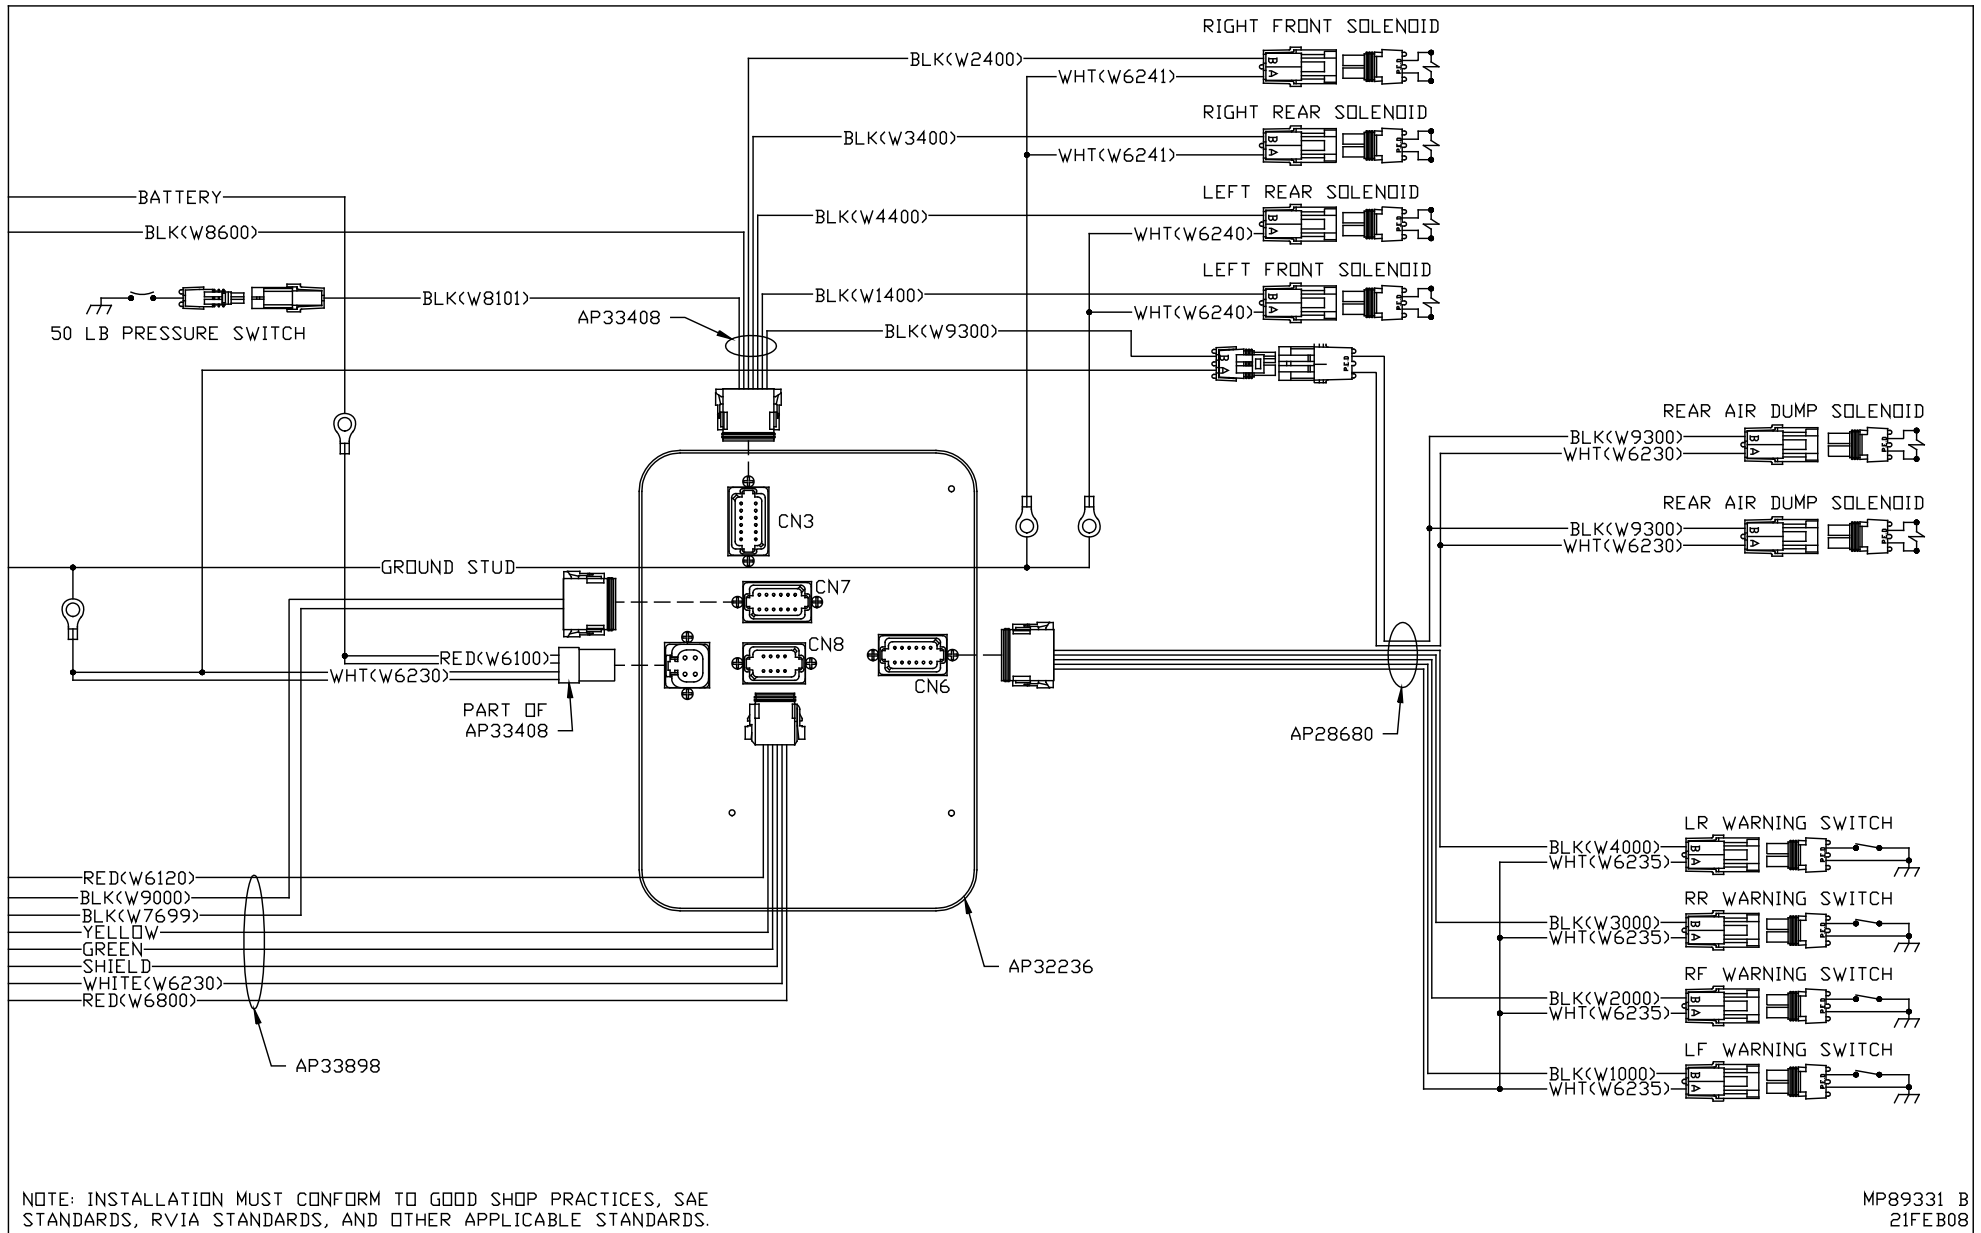 RIGHT FRONT SOLENOID
BLK(W2400)
B
A
WHT(W6241)
RIGHT REAR SOLENOID
BLK(W3400)
B
A
WHT(W6241)
BATTERY
LEFT REAR SOLENOID
BLK(W4400)
B
A
BLK(W8600)
WHT(W6240)
LEFT FRONT SOLENOID
BLK(W8101)
BLK(W1400)
B
A
WHT(W6240)
AP33408
50 LB PRESSURE SWITCH
BLK(W9300)
B
A
REAR AIR DUMP SOLENOID
BLK(W9300)
B
A
WHT(W6230)
REAR AIR DUMP SOLENOID
CN3
BLK(W9300)
B
A
WHT(W6230)
GROUND STUD
CN7
CN8
RED(W6100)
WHT(W6230)
CN6
PART OF
AP33408
AP28680
LR WARNING SWITCH
BLK(W4000)
B
A
WHT(W6235)
RED(W6120)
BLK(W9000)
BLK(W7699)
YELLOW
GREEN
SHIELD
WHITE(W6230)
RED(W6800)
RR WARNING SWITCH
BLK(W3000)
B
A
WHT(W6235)
AP32236
RF WARNING SWITCH
BLK(W2000)
B
A
WHT(W6235)
LF WARNING SWITCH
BLK(W1000)
B
A
WHT(W6235)
AP33898
NOTE: INSTALLATION MUST CONFORM TO GOOD SHOP PRACTICES, SAE
STANDARDS, RVIA STANDARDS, AND OTHER APPLICABLE STANDARDS.
MP89331 B
21FEB08